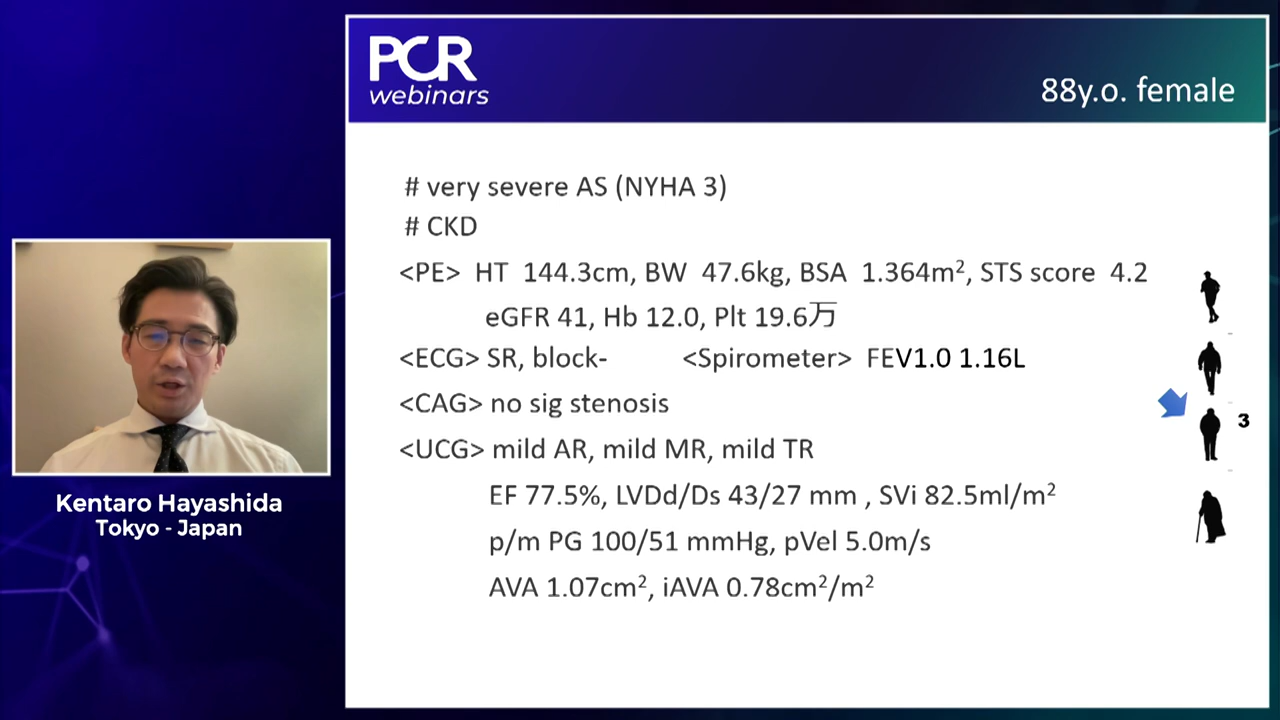 PCR
webinars
88y.o. female
# very severe AS (NYHA 3)
# CKD
<PE> HT 144.3cm, BW 47.6kg, BSA 1.364m², STS score 4.2
eGFR 41, Hb 12.0, Plt 19.6万
<ECG> SR, block- <Spirometer> FEV1.0 1.16L
<CAG> no sig stenosis
3
<UCG> mild AR, mild MR, mild TR
EF 77.5%, LVDd/Ds 43/27 mm , SVi 82.5ml/m²
p/m PG 100/51 mmHg, pVel 5.0m/s
AVA 1.07cm², iAVA 0.78cm²/m²
Kentaro Hayashida
Tokyo - Japan